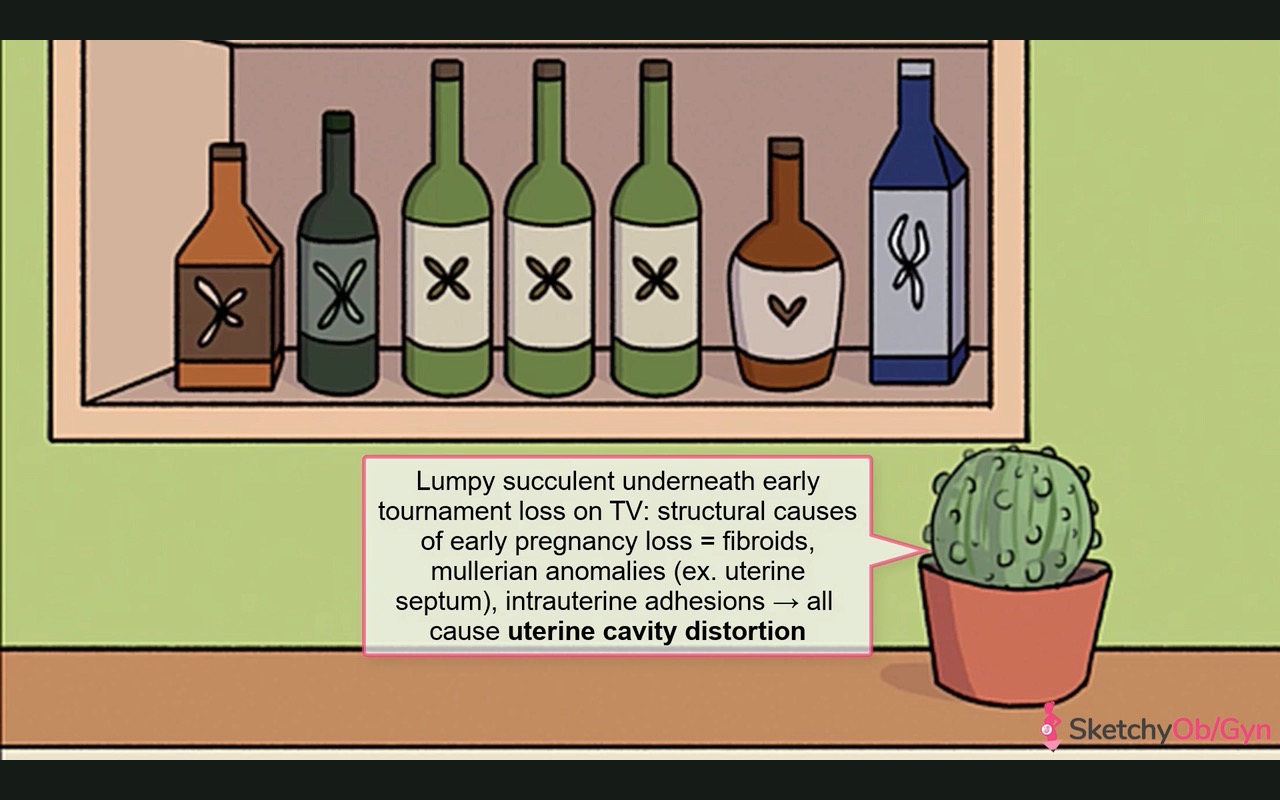 Lumpy succulent underneath early
tournament loss on TV: structural causes
of early pregnancy loss = fibroids,
mullerian anomalies (ex. uterine
septum), intrauterine adhesions → all
cause uterine cavity distortion
SketchyOb/Gyn